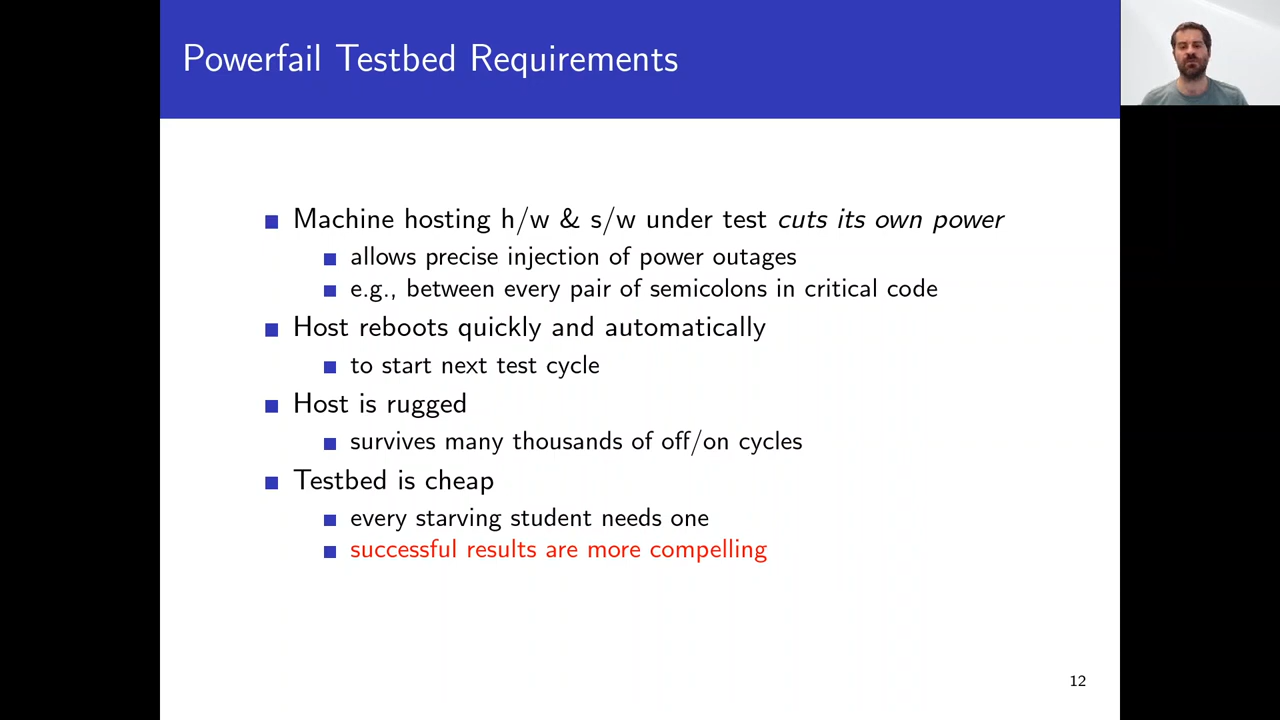 Powerfail Testbed Requirements
Machine hosting h/w & s/w under test cuts its own power
allows precise injection of power outages
e.g., between every pair of semicolons in critical code
Host reboots quickly and automatically
to start next test cycle
Host is rugged
survives many thousands of off/on cycles
Testbed is cheap
every starving student needs one
successful results are more compelling
12